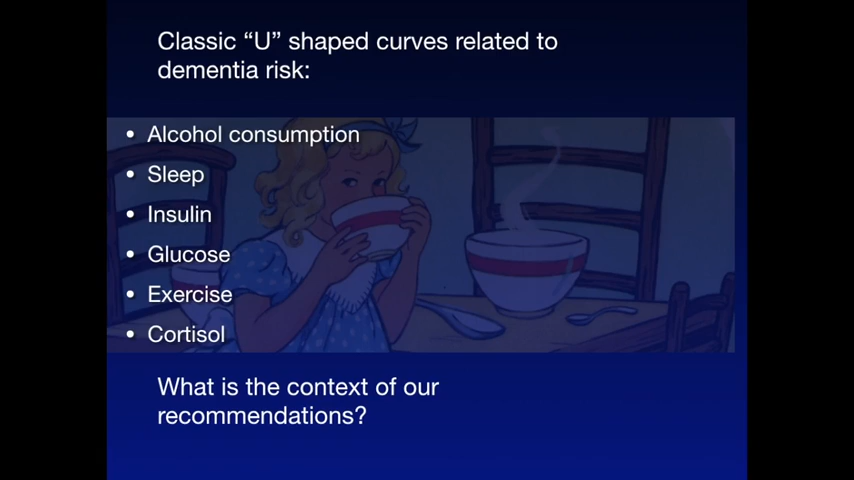 Classic “U” shaped curves related to
dementia risk:
• Alcohol consumption
• Sleep
• Insulin
• Glucose
• Exercise
• Cortisol
What is the context of our
recommendations?